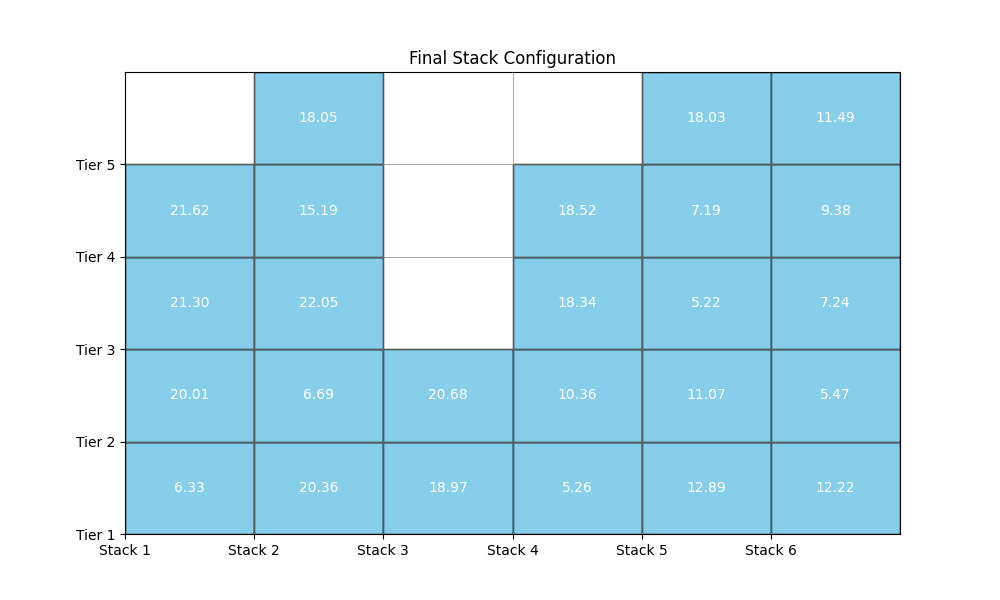 Final Stack Configuration
18.05 18.03 11.49
Tier 5
21.62 15.19 18.52 7.19 9.38
Tier 4
21.30 22.05 18.34 5.22 7.24
Tier 3
20.01 6.69 20.68 10.36 11.07 5.47
Tier 2
6.33 20.36 18.97 5.26 12.89 12.22
Tier 1
Stack 1 Stack 2 Stack 3 Stack 4 Stack 5 Stack 6